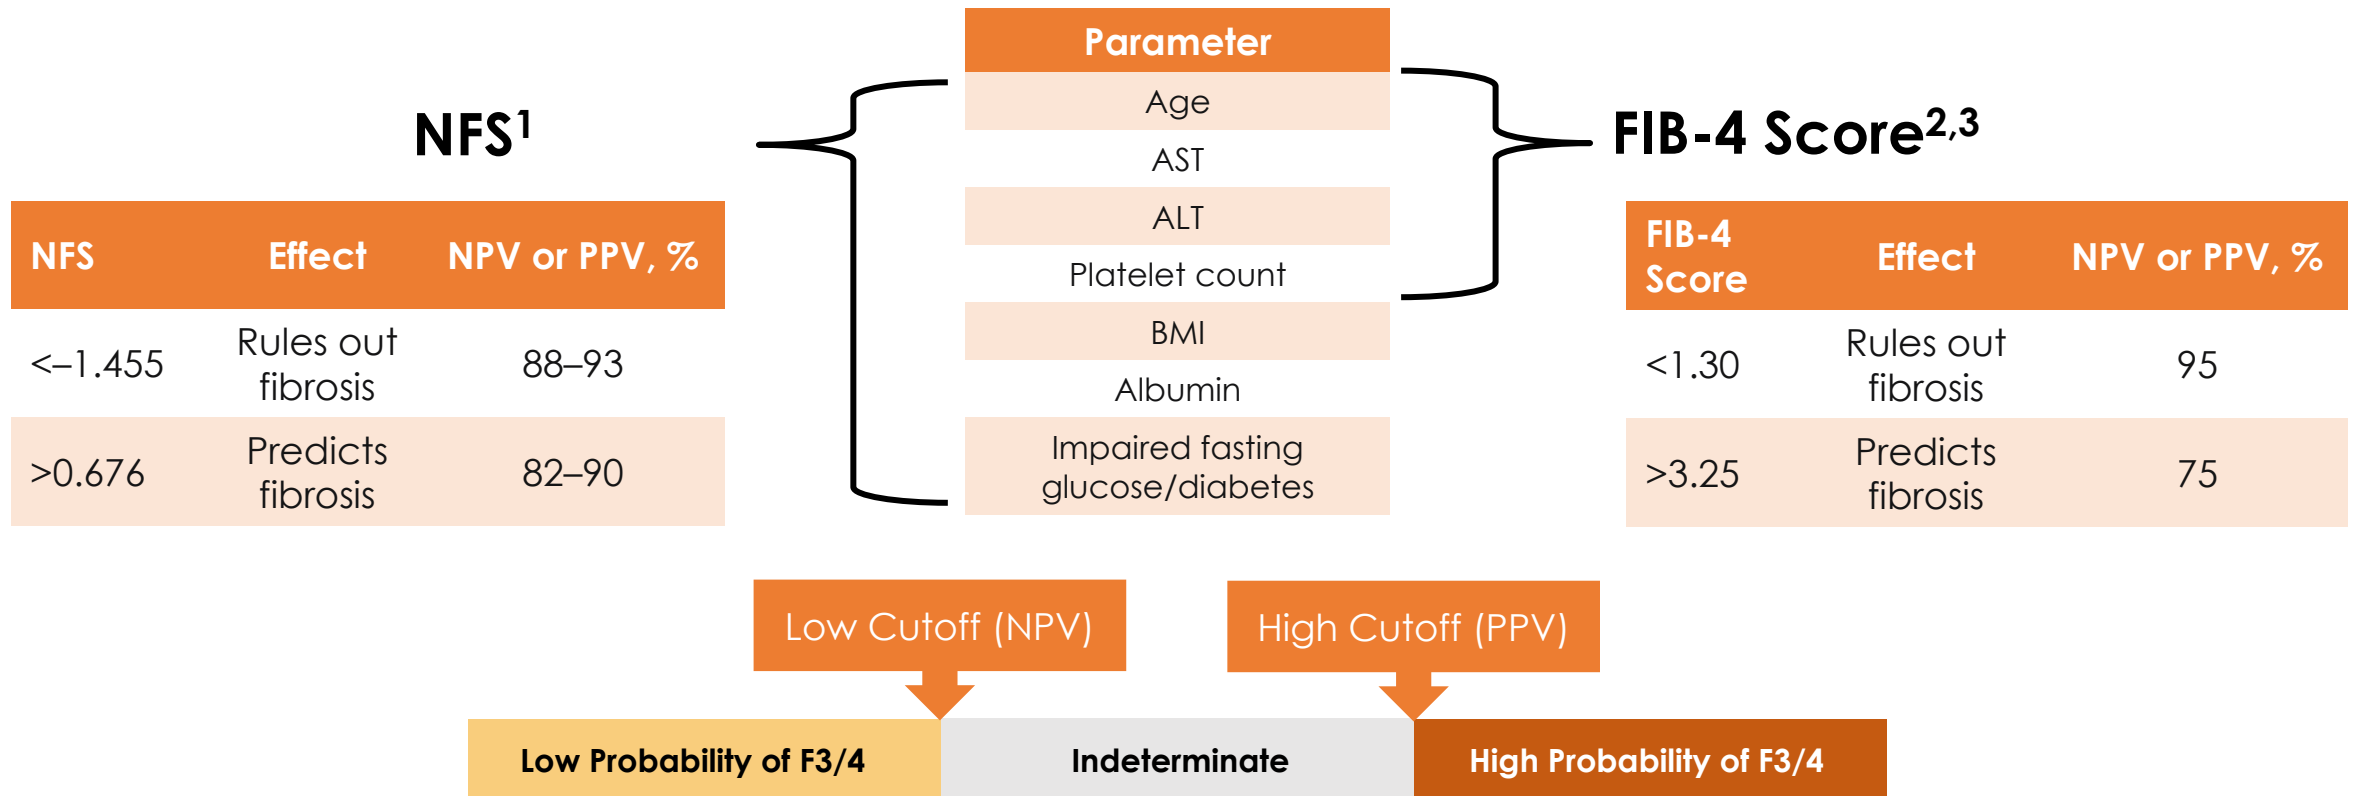 NFS1
NFS Effect NPV or PPV, %
<–1.455 Rules out fibrosis 88–93
>0.676 Predicts fibrosis 82–90
Parameter
Age
AST
ALT
Platelet count
BMI
Albumin
Impaired fasting
glucose/diabetes
FIB-4 Score2,3
FIB-4 Score Effect NPV or PPV, %
<1.30 Rules out fibrosis 95
>3.25 Predicts fibrosis 75
Low Cutoff (NPV)
High Cutoff (PPV)
Low Probability of F3/4
Indeterminate
High Probability of F3/4